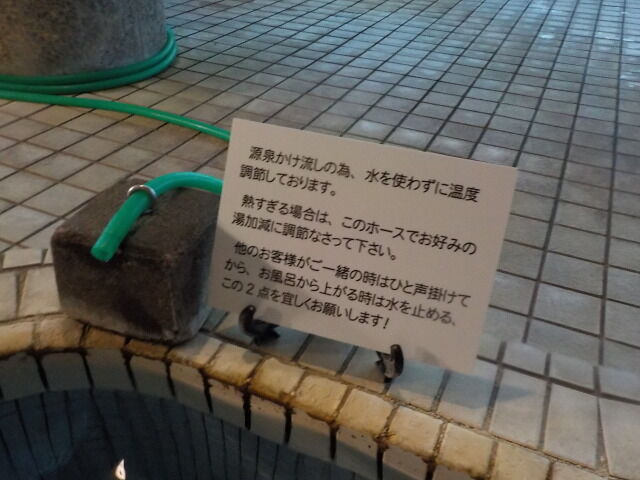 源泉かけ流しの為、水を使わずに温度
調節しております。
熱すぎる場合は、このホースでお好みの
湯加減に調節なさって下さい。
他のお客様がご一緒の時はひと声掛けて
から、お風呂から上がる時は水を止める、
この２点を宜しくお願いします！